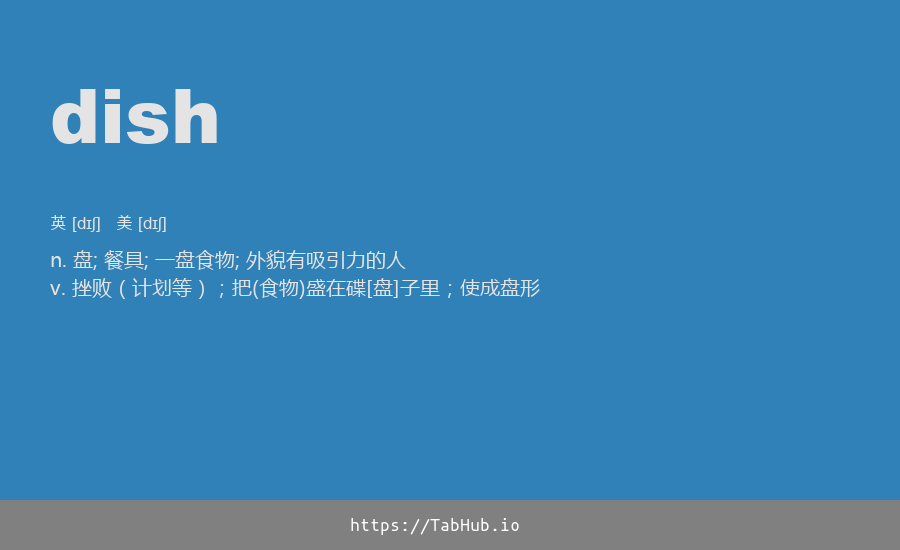 dish
英 [dɪʃ] 美 [dɪʃ]
n. 盘; 餐具; 一盘食物; 外貌有吸引力的人
v. 挫败（计划等）；把(食物)盛在碟[盘]子里；使成盘形
https://TabHub.io